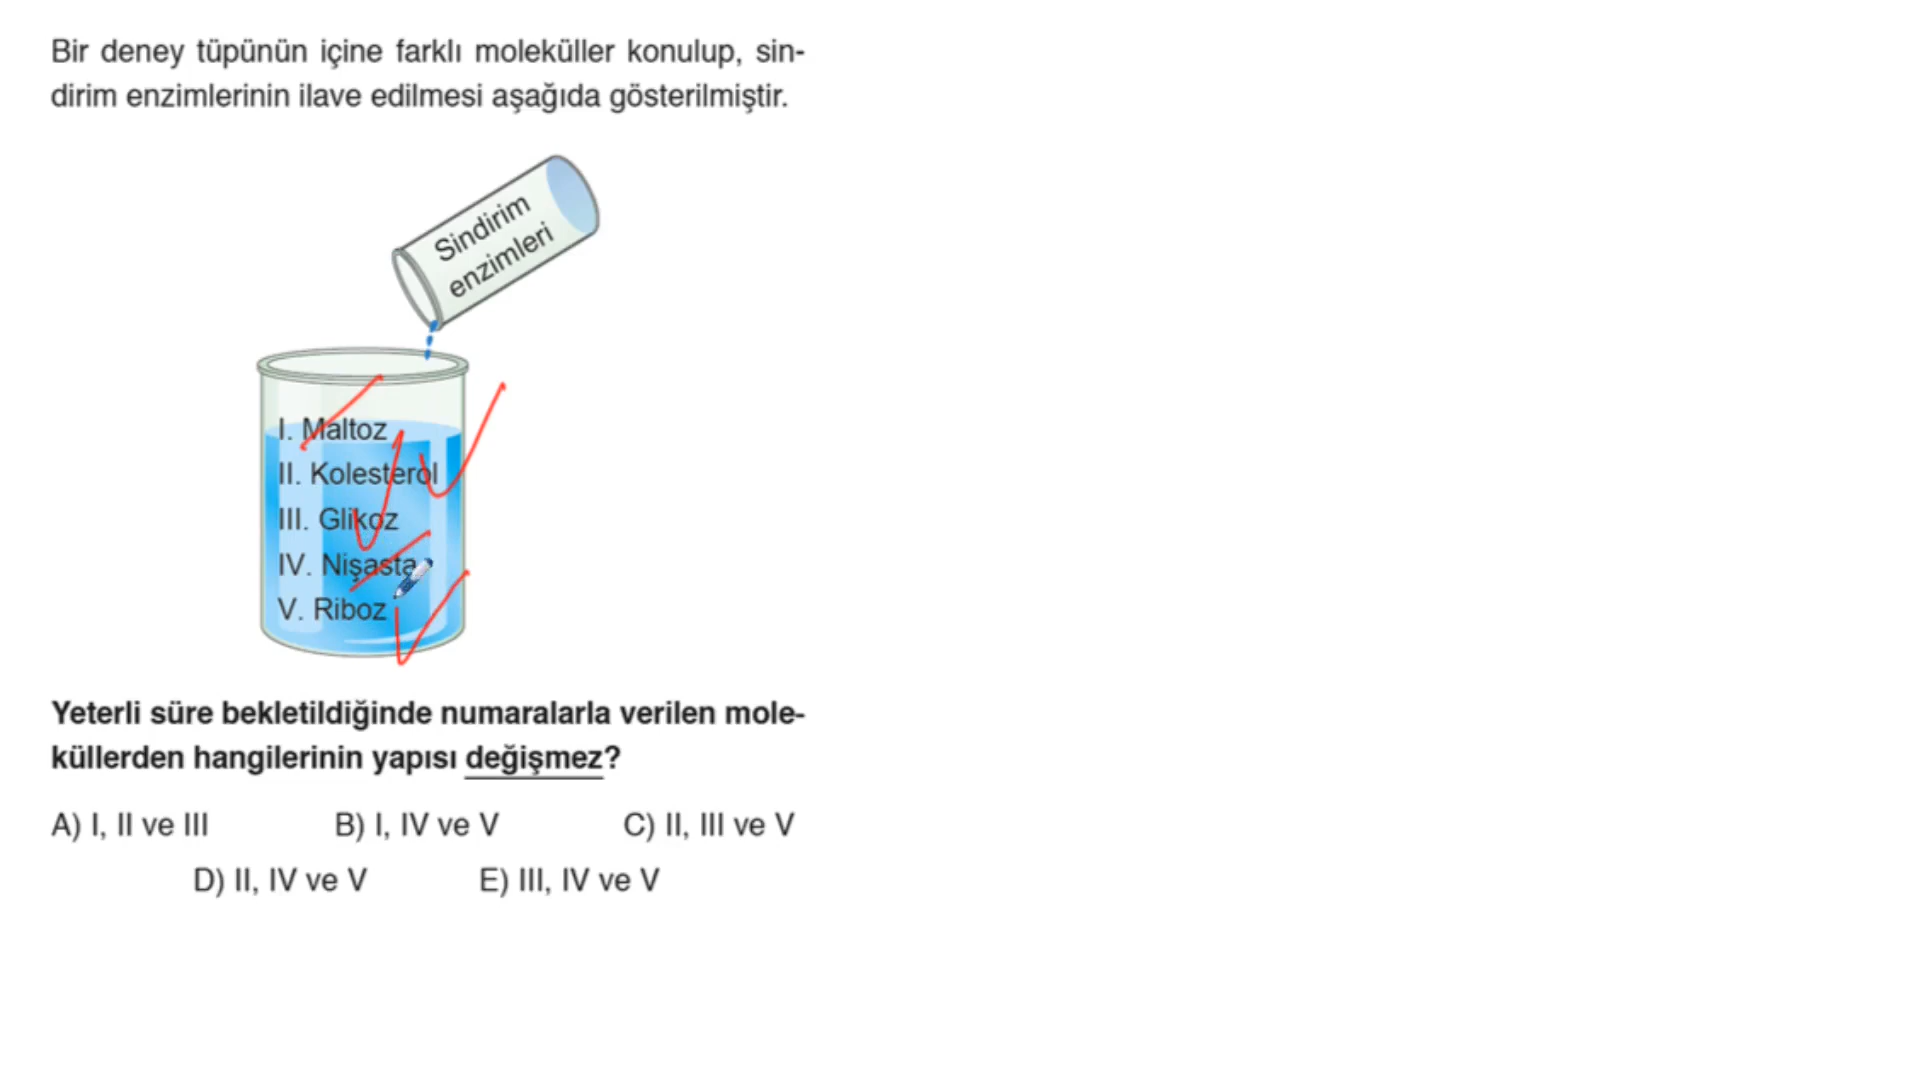 Bir deney tüpünün içine farklı moleküller konulup, sin-
dirim enzimlerinin ilave edilmesi aşağıda gösterilmiştir.
Sindirim
enzimleri
I. Maltoz
II. Kolesterol
III. Glikoz
IV. Nişasta
V. Riboz
Yeterli süre bekletildiğinde numaralarla verilen mole-
küllerden hangilerinin yapısı değişmez?
A) I, II ve III B) I, IV ve V C) II, III ve V
D) II, IV ve V E) III, IV ve V